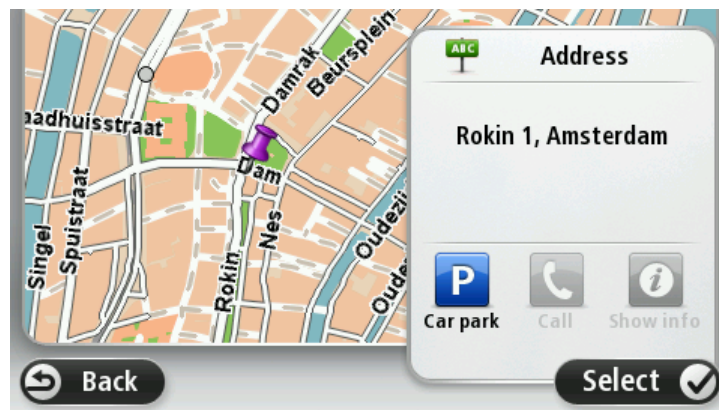 Damrak
Beursplein
aadhuisstraat
Dam
Singel
Spuistraat
Rokin
Nes
Oudezij
Oude
ABC
Address
Rokin 1, Amsterdam
P
Car park
Call
i
Show info
Back
Select